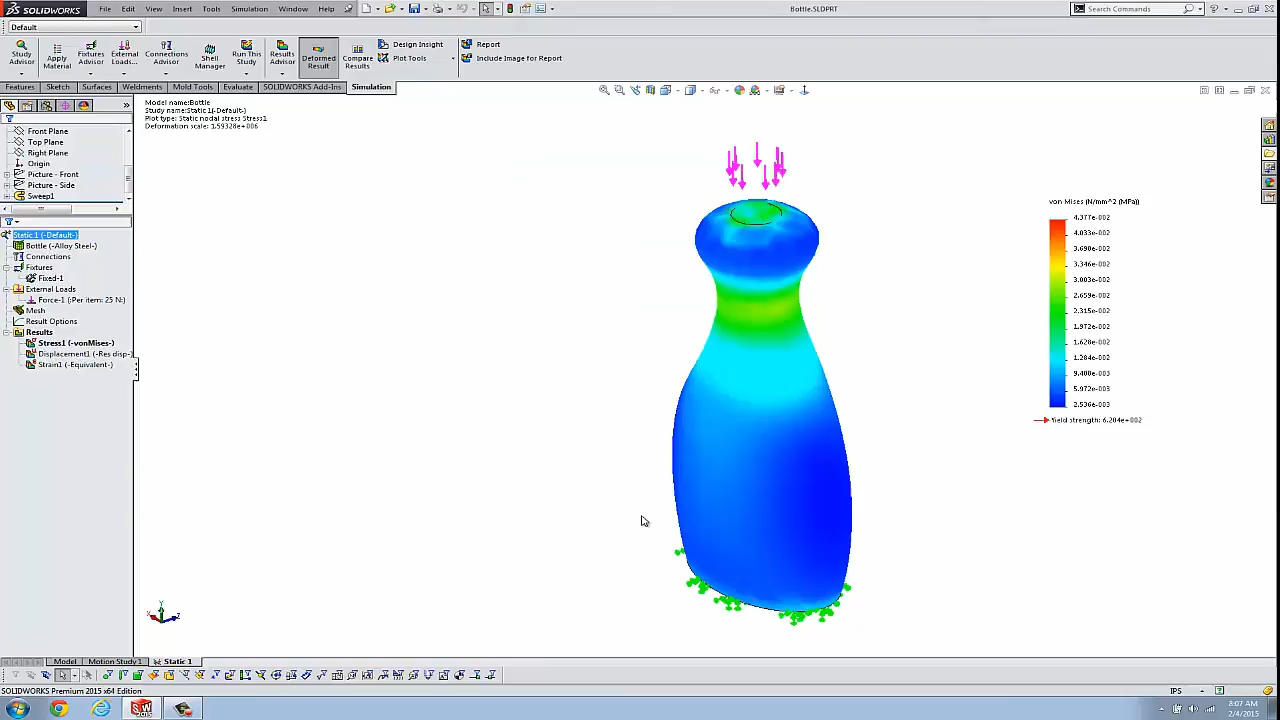 SOLIDWORKS
File Edit View Insert Tools Simulation Window Help
Bottle.SLDPRT
Search Commands
Default
Study Advisor
Apply Material
Fixtures Advisor
External Loads...
Connections Advisor
Shell Manager
Run This Study
Results Advisor
Deformed Result
Compare Results
Design Insight
Plot Tools
Report
Include Image for Report
Features Sketch Surfaces Weldments Mold Tools Evaluate SOLIDWORKS Add-Ins Simulation
Model name:Bottle
Study name:Static 1(-Default-)
Plot type: Static nodal stress Stress1
Deformation scale: 1.59328e+006
Front Plane
Top Plane
Right Plane
Origin
Picture - Front
Picture - Side
Sweep1
Static 1 (-Default-)
Bottle (-Alloy Steel-)
Connections
Fixtures
Fixed-1
External Loads
Force-1 (:Per item: 25 N:)
Mesh
Result Options
Results
Stress1 (-vonMises-)
Displacement1 (-Res disp-)
Strain1 (-Equivalent-)
von Mises (N/mm^2 (MPa))
4.377e-002
4.033e-002
3.690e-002
3.346e-002
3.003e-002
2.659e-002
2.315e-002
1.972e-002
1.628e-002
1.284e-002
9.408e-003
5.972e-003
2.536e-003
Yield strength: 6.204e+002
Y
X
Z
Model Motion Study 1 Static 1
SOLIDWORKS Premium 2015 x64 Edition
IPS
8:07 AM
2/4/2015